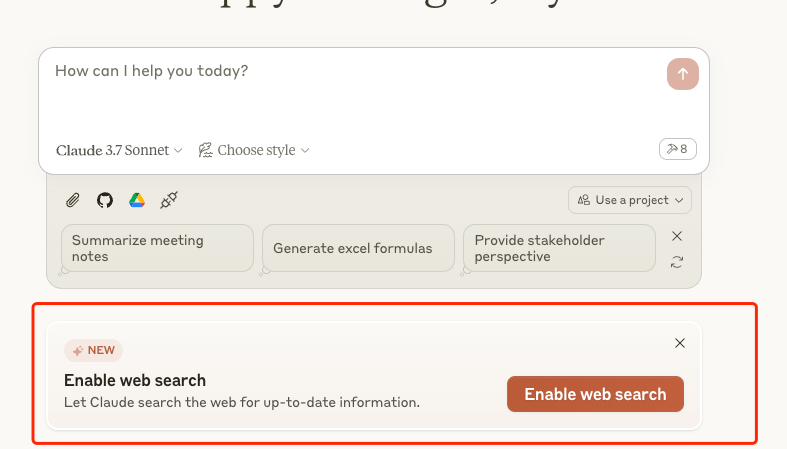 How can I help you today?
Claude 3.7 Sonnet
Choose style
8
Use a project
Summarize meeting
notes
Generate excel formulas
Provide stakeholder
perspective
NEW
Enable web search
Let Claude search the web for up-to-date information.
Enable web search